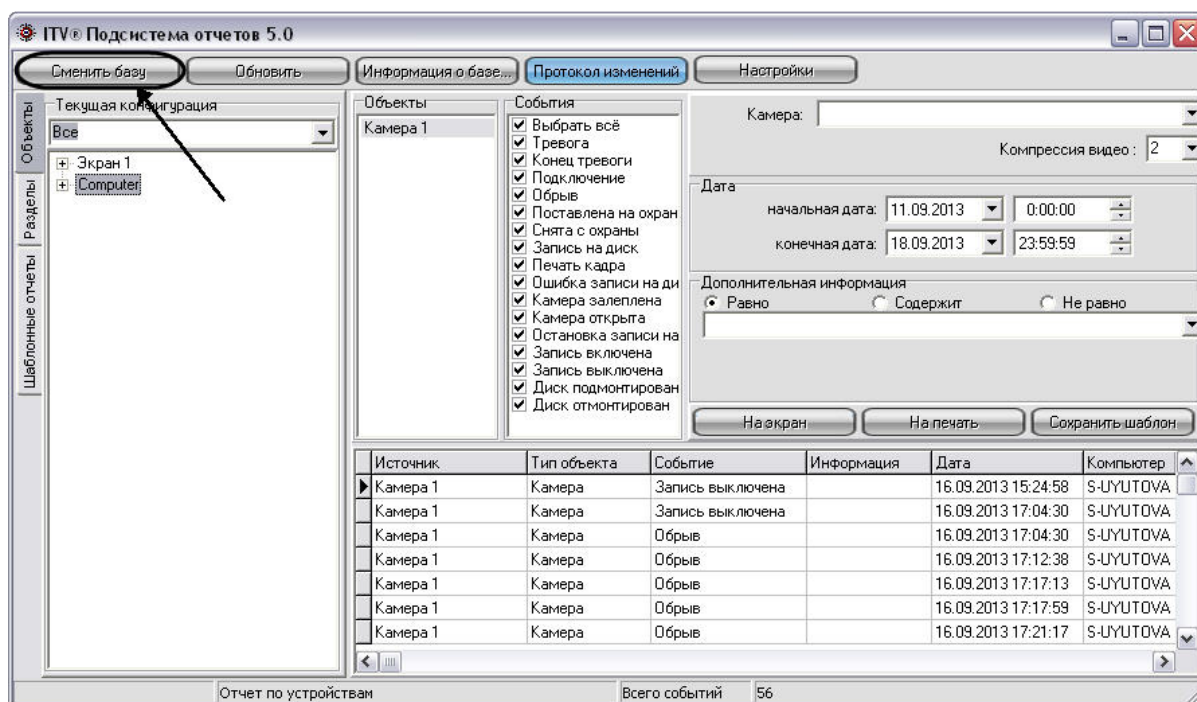 ITV® Подсистема отчетов 5.0
Сменить базу Обновить Информация о базе... Протокол изменений Настройки
Объекты
Разделы
Шаблонные отчеты
Текущая конфигурация
Все
Экран 1
Computer
Объекты
Камера 1
События
Выбрать всё
Тревога
Конец тревоги
Подключение
Обрыв
Поставлена на охран
Снята с охраны
Запись на диск
Печать кадра
Ошибка записи на ди
Камера залеплена
Камера открыта
Остановка записи на
Запись включена
Запись выключена
Диск подмонтирован
Диск отмонтирован
Камера:
Компрессия видео : 2
Дата
начальная дата: 11.09.2013 0:00:00
конечная дата: 18.09.2013 23:59:59
Дополнительная информация
Равно Содержит Не равно
На экран На печать Сохранить шаблон
Источник Тип объекта Событие Информация Дата Компьютер
Камера 1 Камера Запись выключена 16.09.2013 15:24:58 S-UYUTOVA
Камера 1 Камера Запись выключена 16.09.2013 17:04:30 S-UYUTOVA
Камера 1 Камера Обрыв 16.09.2013 17:04:30 S-UYUTOVA
Камера 1 Камера Обрыв 16.09.2013 17:12:38 S-UYUTOVA
Камера 1 Камера Обрыв 16.09.2013 17:17:13 S-UYUTOVA
Камера 1 Камера Обрыв 16.09.2013 17:17:59 S-UYUTOVA
Камера 1 Камера Обрыв 16.09.2013 17:21:17 S-UYUTOVA
Отчет по устройствам Всего событий 56